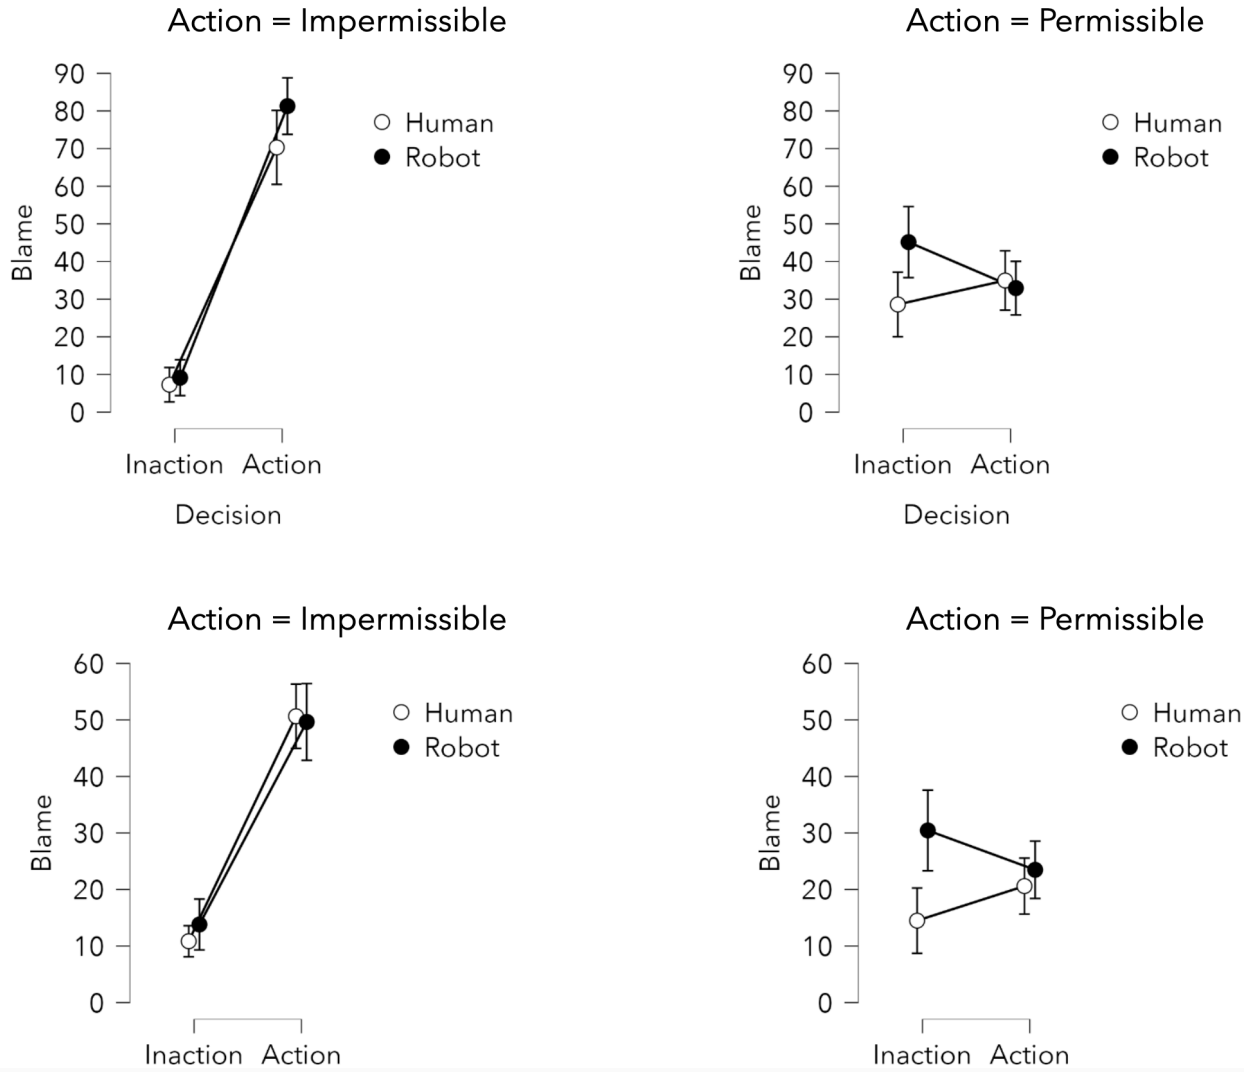 Action = Impermissible
90
80
70
60
50
40
30
20
10
0
Blame
Human
Robot
Inaction Action
Decision
Action = Permissible
90
80
70
60
50
40
30
20
10
0
Blame
Human
Robot
Inaction Action
Decision
Action = Impermissible
60
50
40
30
20
10
0
Blame
Human
Robot
Inaction Action
Action = Permissible
60
50
40
30
20
10
0
Blame
Human
Robot
Inaction Action